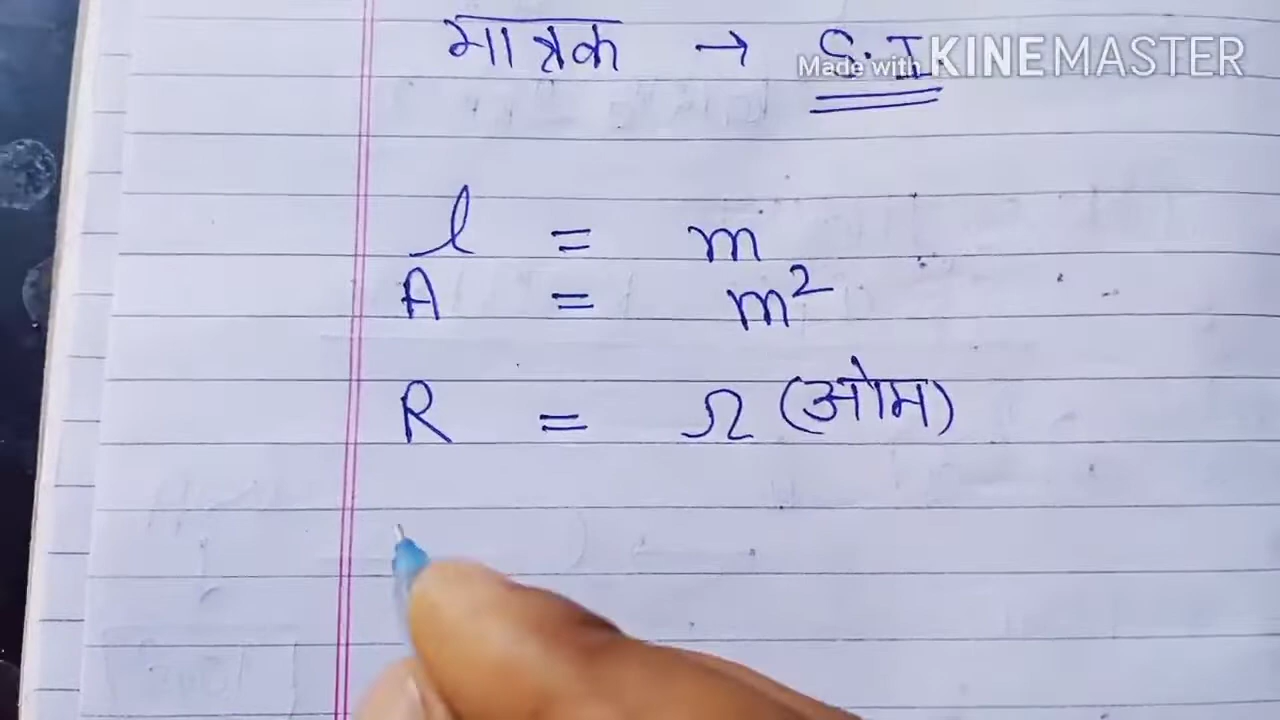 मात्रक → S.I.
Made with KINEMASTER
l = m
A = m²
R = Ω (ओम)